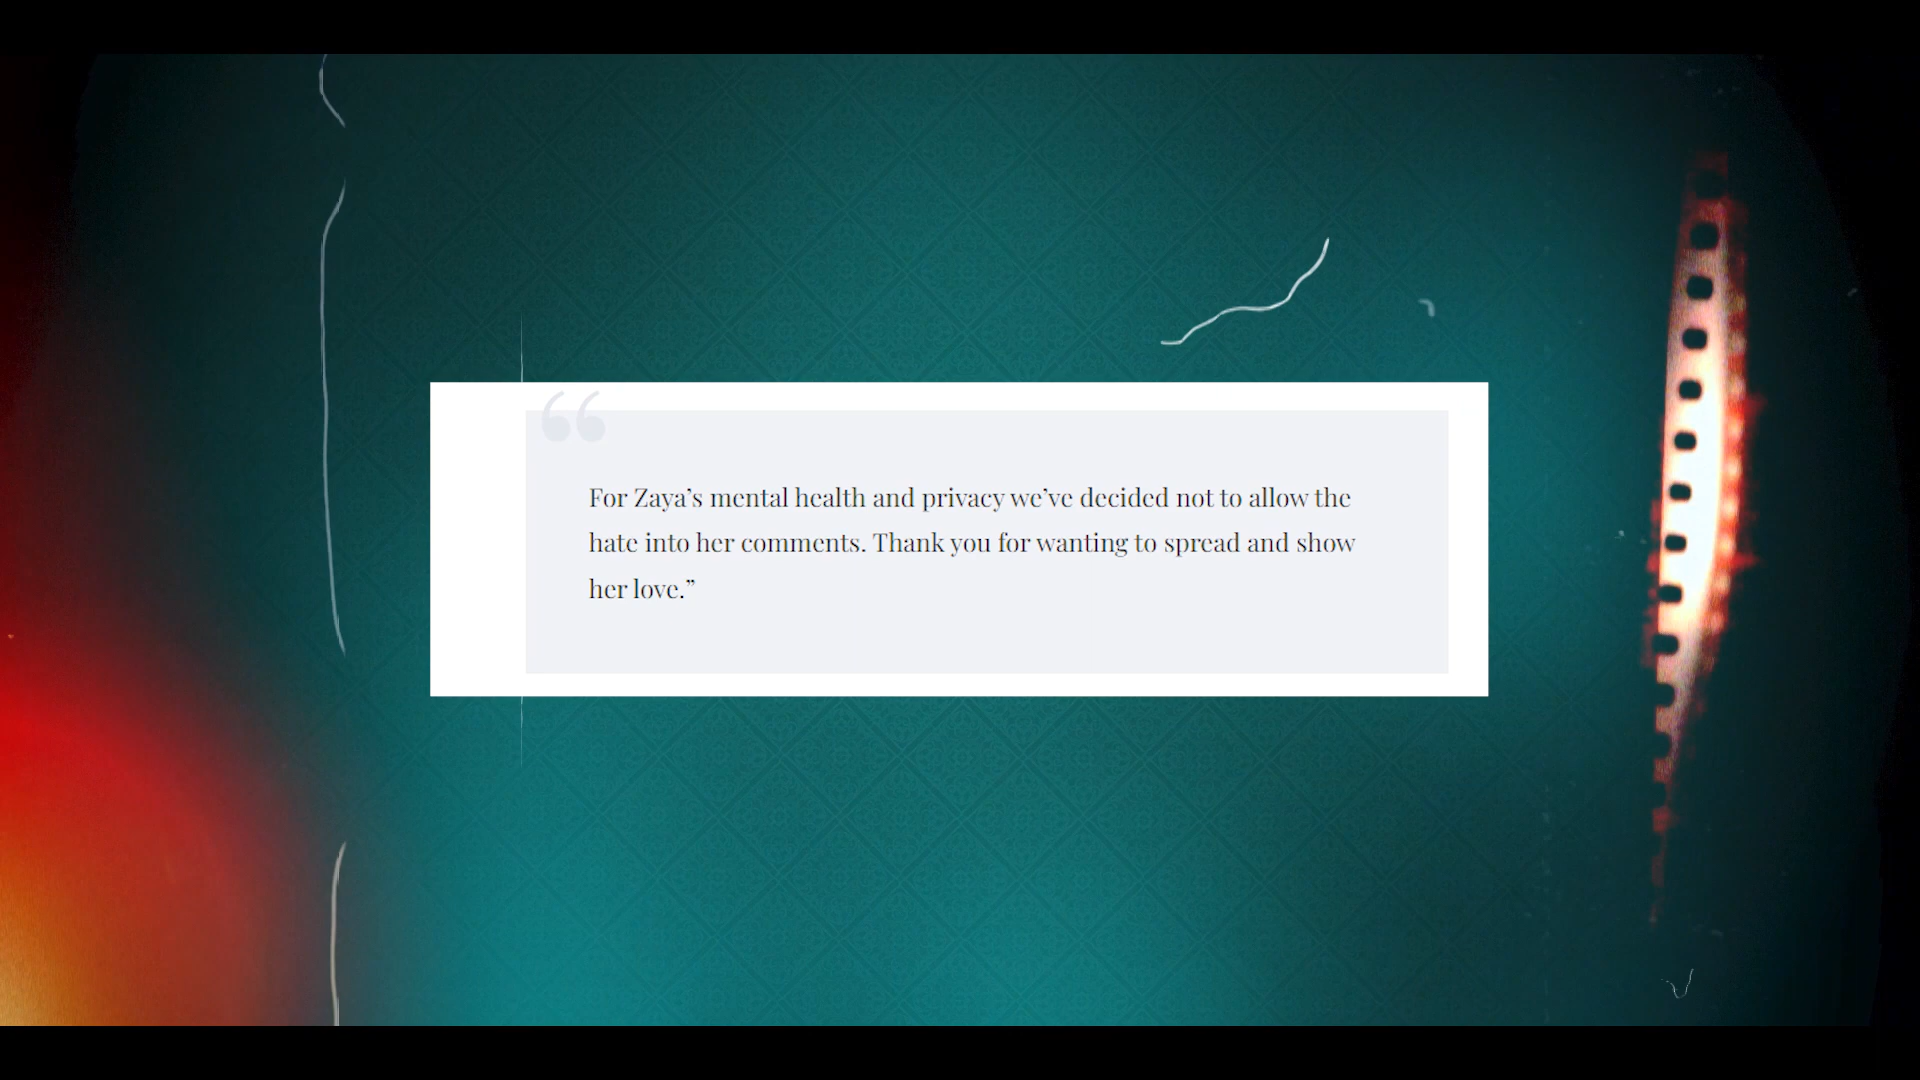 “
For Zaya’s mental health and privacy we’ve decided not to allow the
hate into her comments. Thank you for wanting to spread and show
her love.”